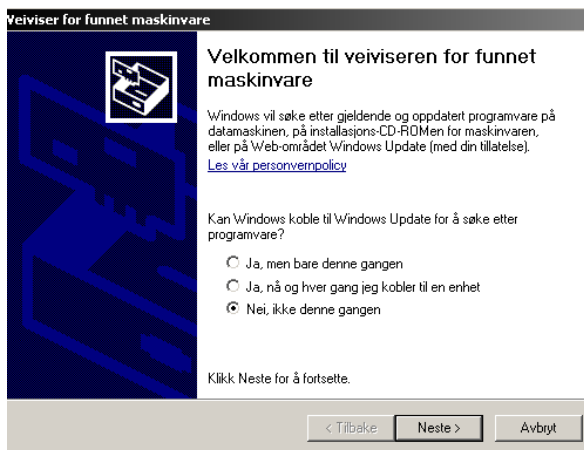 Veiviser for funnet maskinvare
Velkommen til veiviseren for funnet
maskinvare
Windows vil søke etter gjeldende og oppdatert programvare på
datamaskinen, på installasjons-CD-ROMen for maskinvaren,
eller på Web-området Windows Update (med din tillatelse).
Les vår personvernpolicy
Kan Windows koble til Windows Update for å søke etter
programvare?
Ja, men bare denne gangen
Ja, nå og hver gang jeg kobler til en enhet
Nei, ikke denne gangen
Klikk Neste for å fortsette.
< Tilbake
Neste >
Avbryt